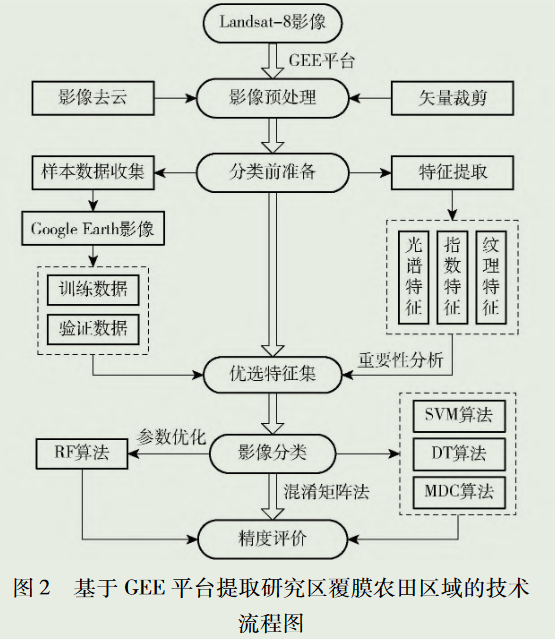 Landsat-8影像
GEE平台
影像去云
影像预处理
矢量裁剪
样本数据收集
分类前准备
特征提取
Google Earth影像
光谱特征
指数特征
纹理特征
训练数据
验证数据
重要性分析
优选特征集
参数优化
SVM算法
RF算法
影像分类
DT算法
混淆矩阵法
MDC算法
精度评价
图 2 基于 GEE 平台提取研究区覆膜农田区域的技术
流程图